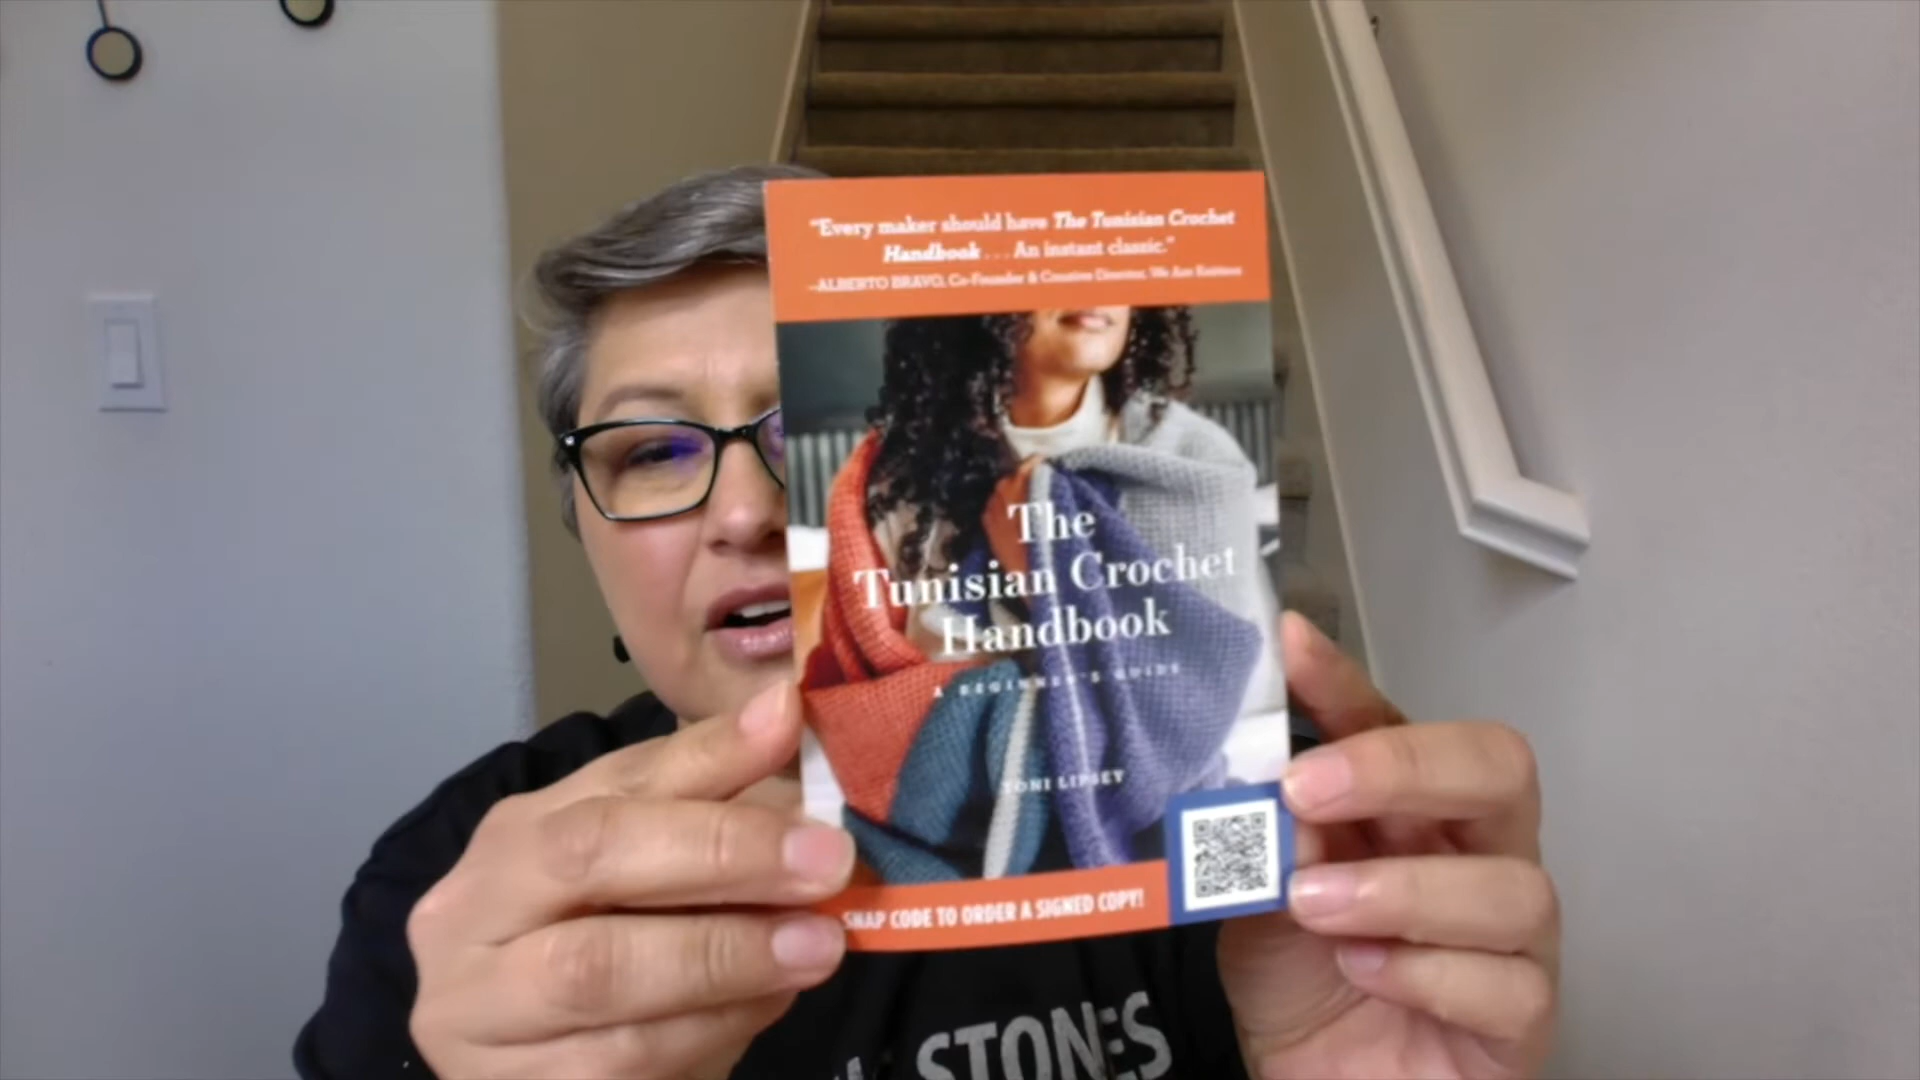 "Every maker should have The Tunisian Crochet
Handbook . . . An instant classic."
—ALBERTO BRAVO, Co-Founder & Creative Director, We Are Knitters
The
Tunisian Crochet
Handbook
A BEGINNER'S GUIDE
TONI LIPSEY
SNAP CODE TO ORDER A SIGNED COPY!
STONES